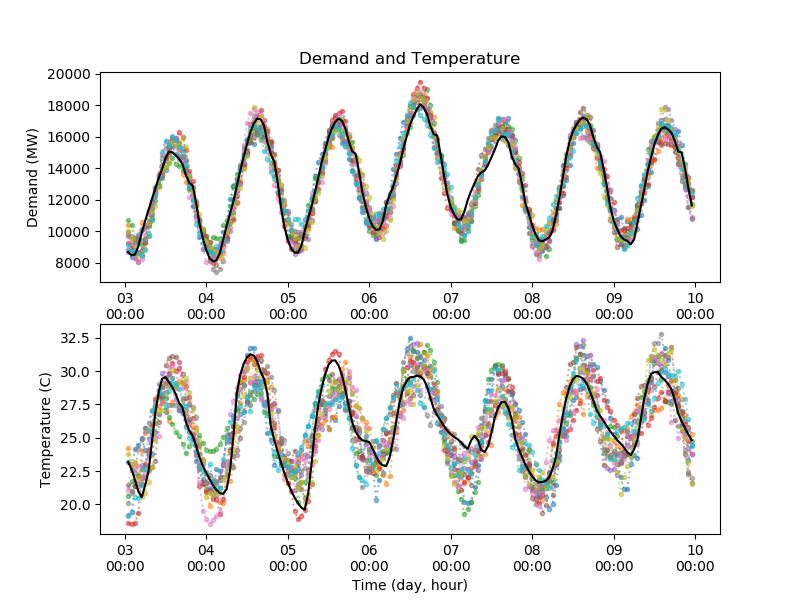 Demand and Temperature
20000
18000
16000
14000
12000
10000
8000
Demand (MW)
03 04 05 06 07 08 09 10
00:00 00:00 00:00 00:00 00:00 00:00 00:00 00:00
32.5
30.0
27.5
25.0
22.5
20.0
Temperature (C)
03 04 05 06 07 08 09 10
00:00 00:00 00:00 00:00 00:00 00:00 00:00 00:00
Time (day, hour)